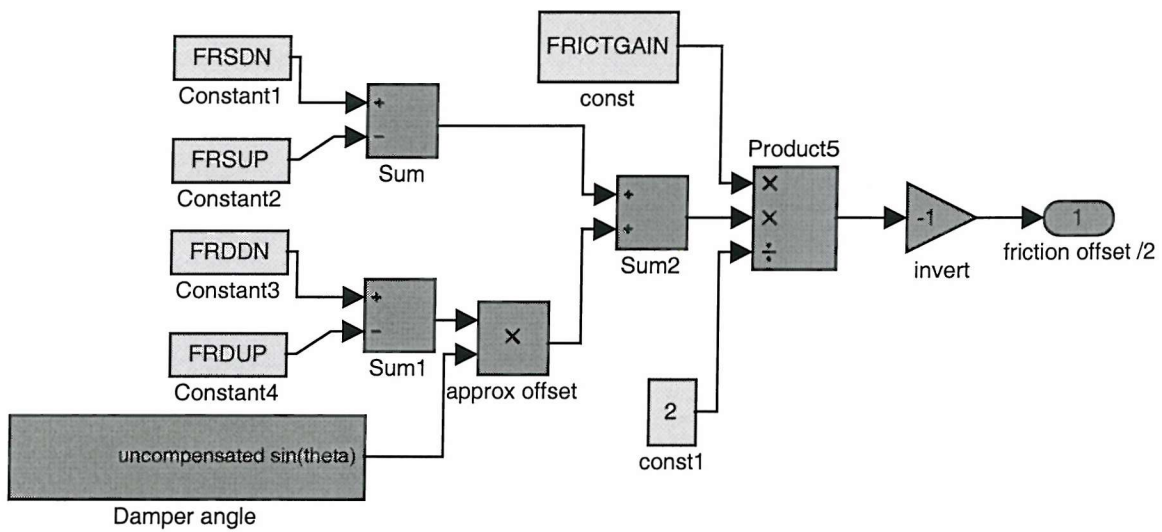 FRSDN
Constant1
FRSUP
Constant2
+
−
Sum
FRICTGAIN
const
FRDDN
Constant3
FRDUP
Constant4
+
−
Sum1
×
approx offset
uncompensated sin(theta)
Damper angle
+
+
Sum2
2
const1
Product5
×
×
÷
-1
invert
1
friction offset /2